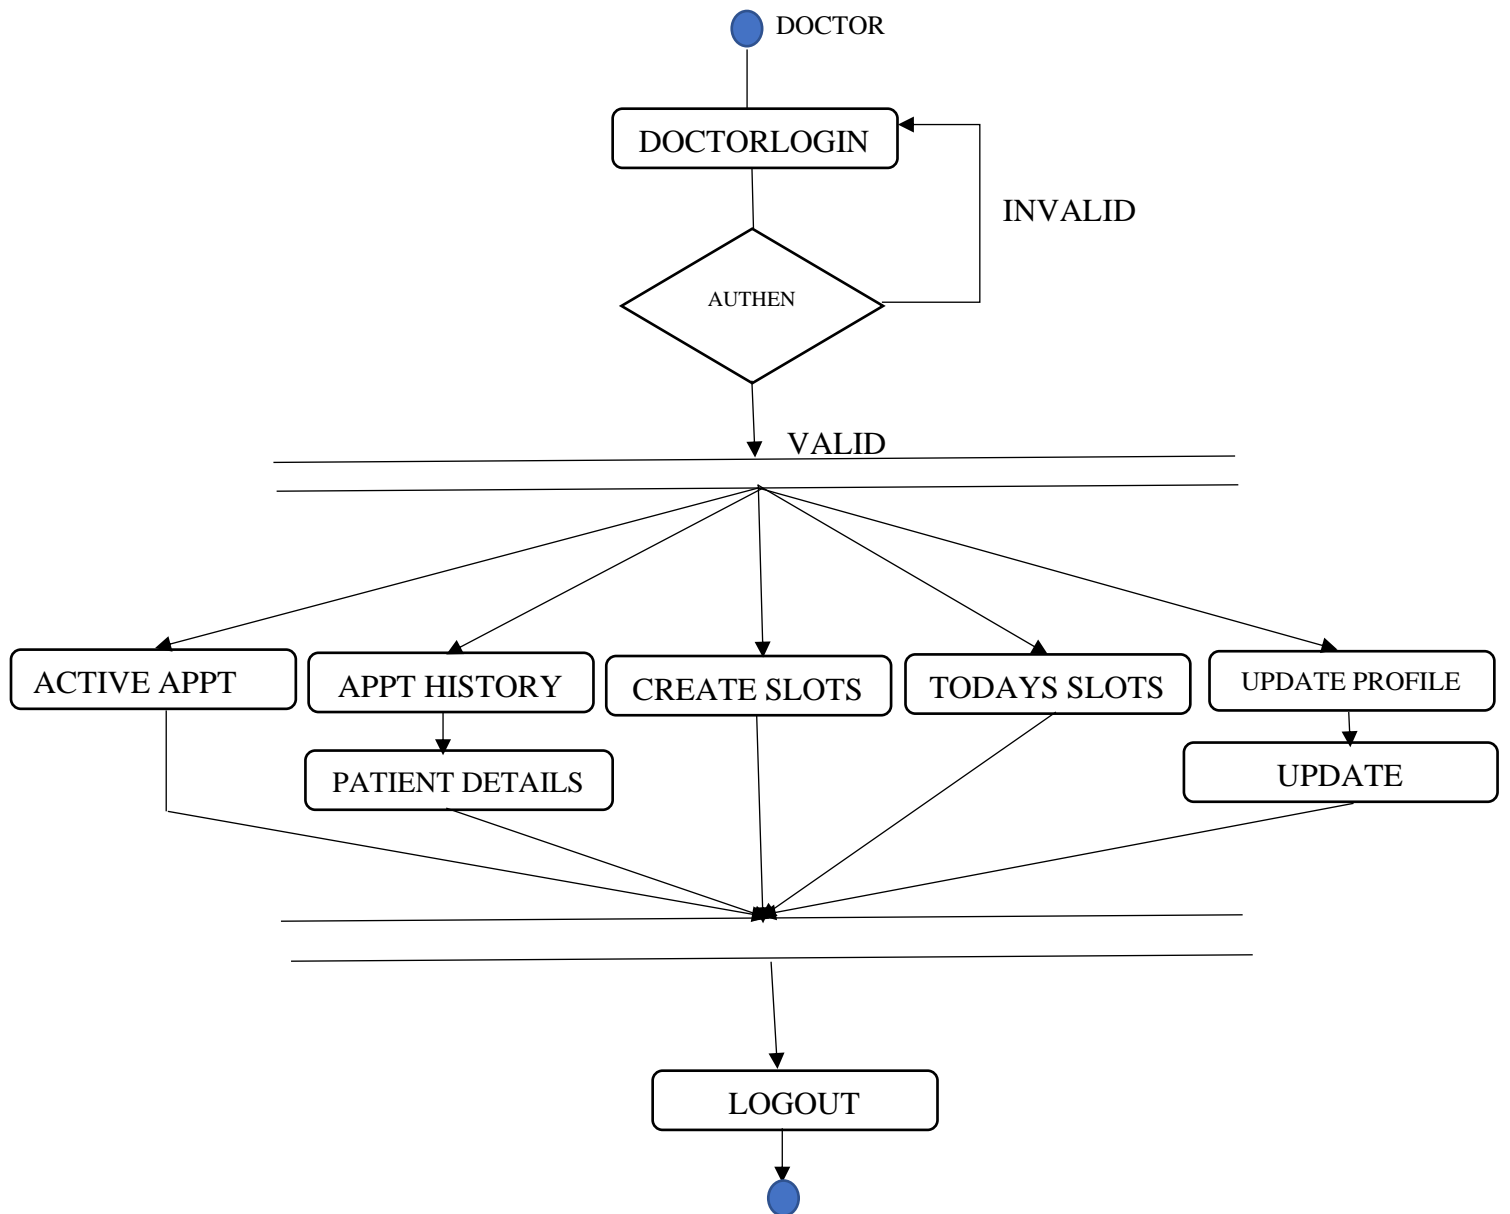 DOCTOR
DOCTORLOGIN
INVALID
AUTHEN
VALID
ACTIVE APPT
APPT HISTORY
CREATE SLOTS
TODAYS SLOTS
UPDATE PROFILE
PATIENT DETAILS
UPDATE
LOGOUT